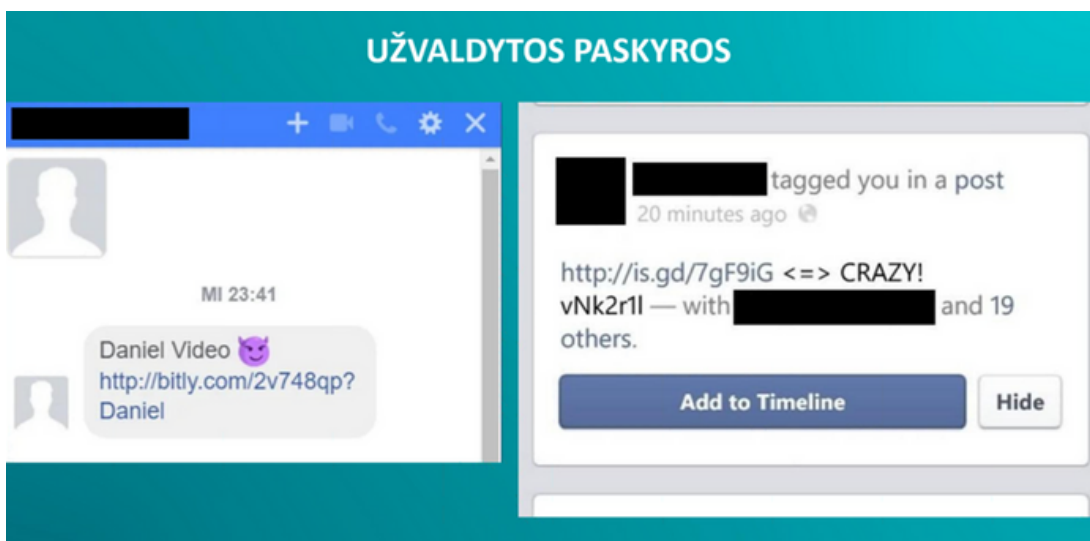 UŽVALDYTOS PASKYROS
MI 23:41
Daniel Video
http://bitly.com/2v748qp?
Daniel
tagged you in a post
20 minutes ago
http://is.gd/7gF9iG <=> CRAZY!
vNk2r1l — with
and 19
others.
Add to Timeline
Hide